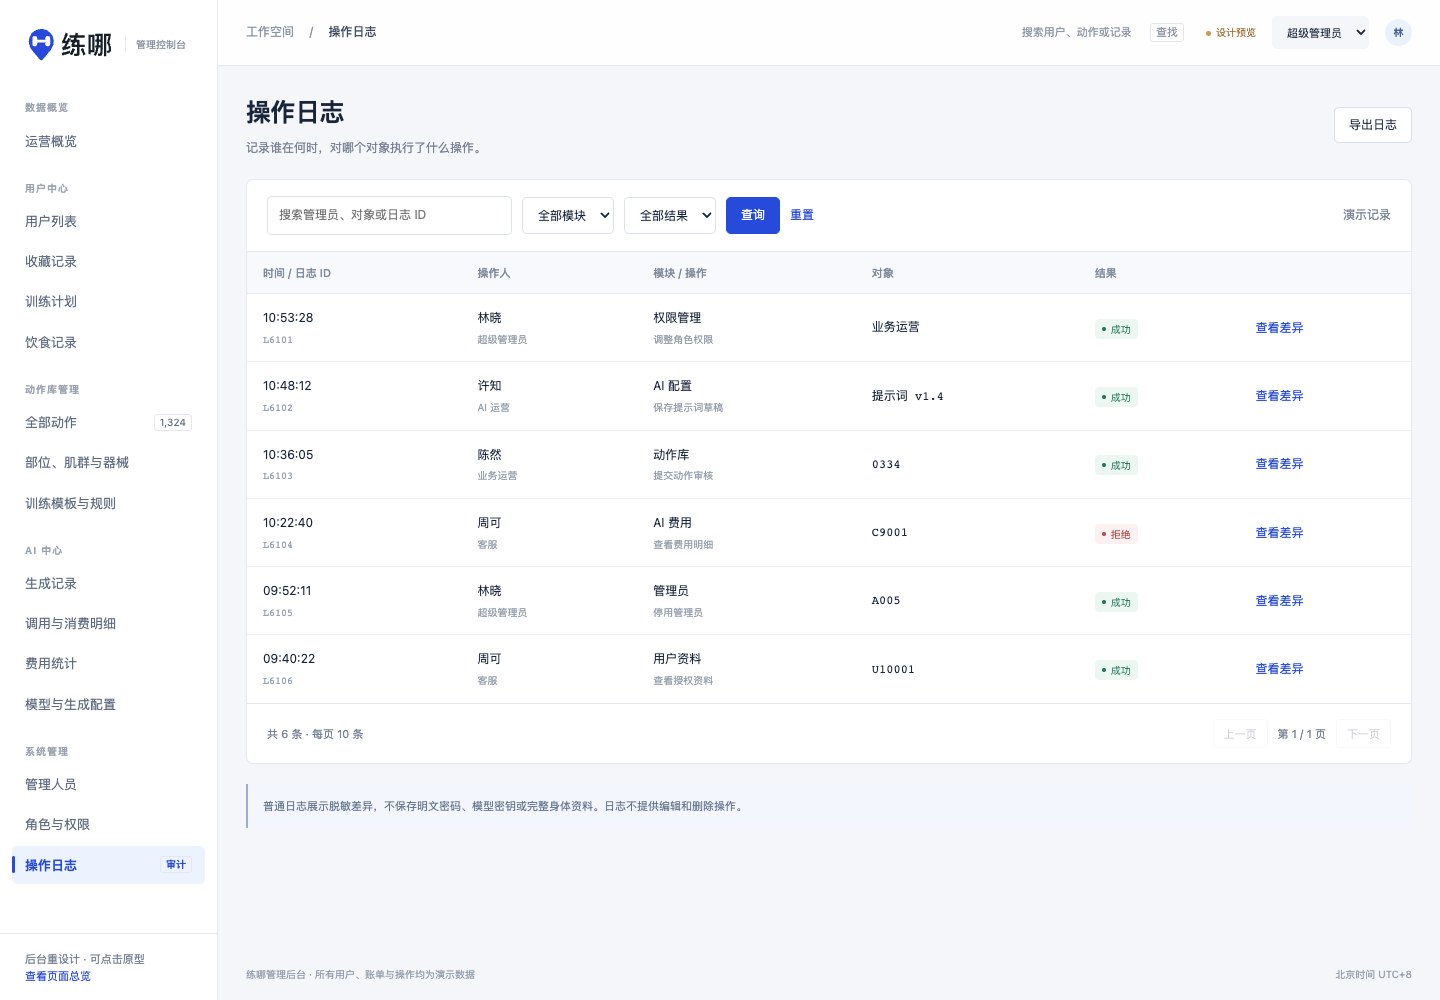 练哪 管理控制台
数据概览
运营概览
用户中心
用户列表
收藏记录
训练计划
饮食记录
动作库管理
全部动作 1,324
部位、肌群与器械
训练模板与规则
AI 中心
生成记录
调用与消费明细
费用统计
模型与生成配置
系统管理
管理人员
角色与权限
操作日志 审计
后台重设计 · 可点击原型
查看页面总览
工作空间 / 操作日志 搜索用户、动作或记录 查找 设计预览 超级管理员 林
操作日志
记录谁在何时，对哪个对象执行了什么操作。
导出日志
搜索管理员、对象或日志 ID 全部模块 全部结果 查询 重置 演示记录
时间 / 日志 ID 操作人 模块 / 操作 对象 结果
10:53:28 林晓 权限管理 业务运营 成功 查看差异
L6101 超级管理员 调整角色权限
10:48:12 许知 AI 配置 提示词 v1.4 成功 查看差异
L6102 AI 运营 保存提示词草稿
10:36:05 陈然 动作库 0334 成功 查看差异
L6103 业务运营 提交动作审核
10:22:40 周可 AI 费用 C9001 拒绝 查看差异
L6104 客服 查看费用明细
09:52:11 林晓 管理员 A005 成功 查看差异
L6105 超级管理员 停用管理员
09:40:22 周可 用户资料 U10001 成功 查看差异
L6106 客服 查看授权资料
共 6 条 · 每页 10 条 上一页 第 1 / 1 页 下一页
普通日志展示脱敏差异，不保存明文密码、模型密钥或完整身体资料。日志不提供编辑和删除操作。
练哪管理后台 · 所有用户、账单与操作均为演示数据 北京时间 UTC+8